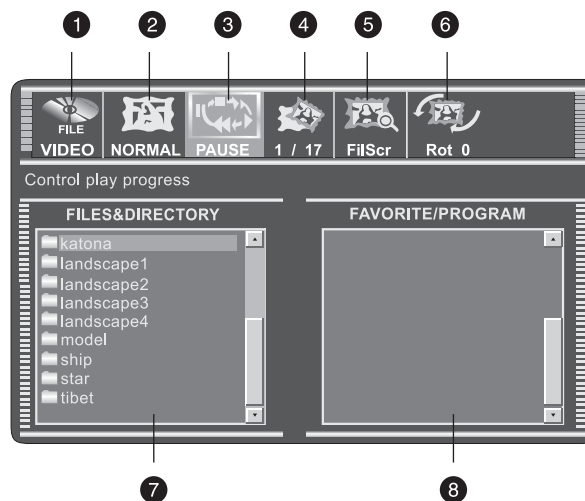 1 2 3 4 5 6
FILE
VIDEO NORMAL PAUSE 1 / 17 FilScr Rot 0
Control play progress
FILES&DIRECTORY FAVORITE/PROGRAM
katona
landscape1
landscape2
landscape3
landscape4
model
ship
star
tibet
7 8